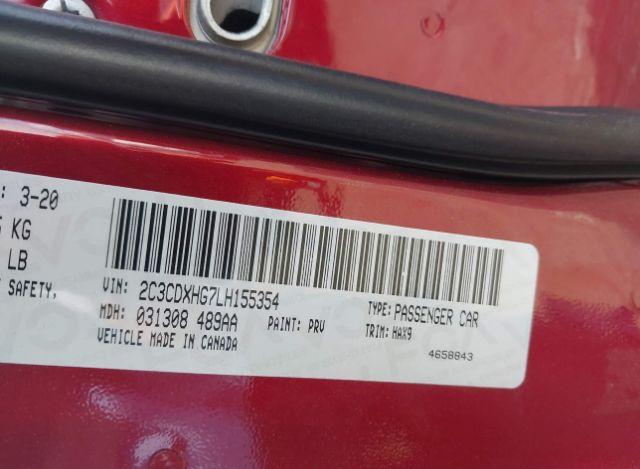 : 3-20
KG
LB
SAFETY,
VIN: 2C3CDXHG7LH155354
TYPE: PASSENGER CAR
MDH: 031308 489AA
PAINT: PRV
TRIM: HAX9
VEHICLE MADE IN CANADA
4658843